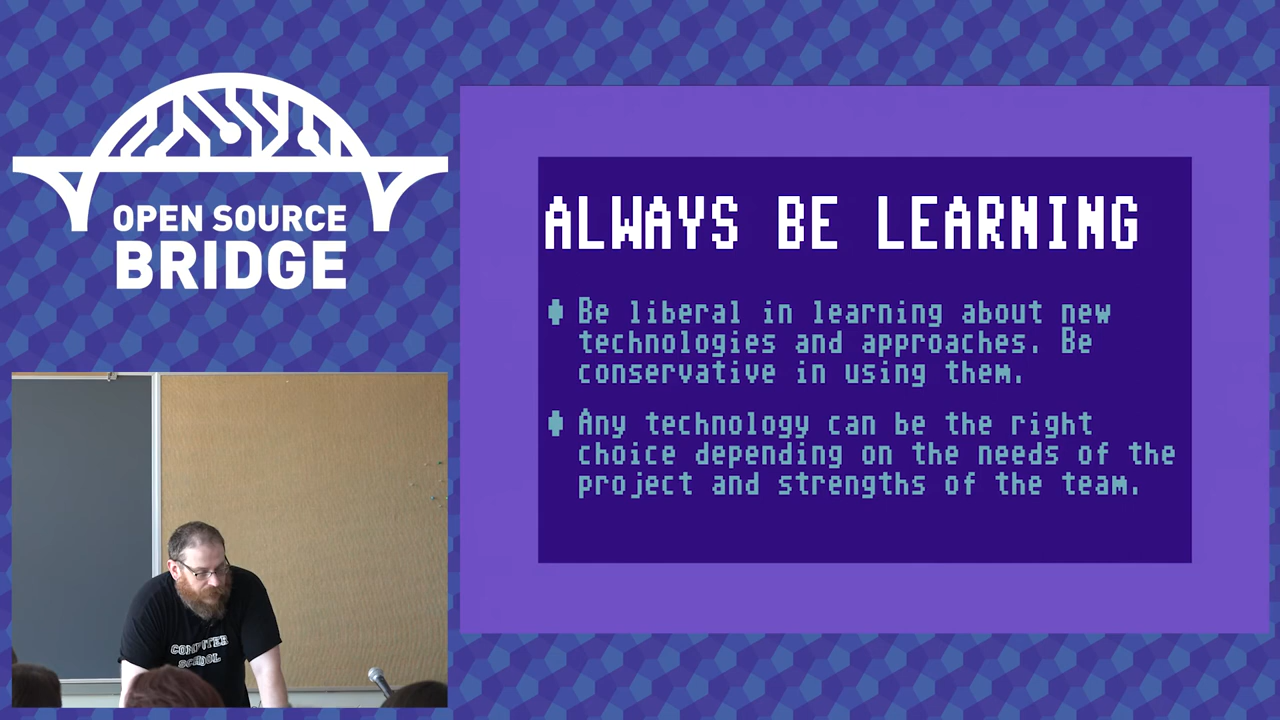 OPEN SOURCE
BRIDGE
ALWAYS BE LEARNING
Be liberal in learning about new
technologies and approaches. Be
conservative in using them.
Any technology can be the right
choice depending on the needs of the
project and strengths of the team.
COMPUTER
SCHOOL